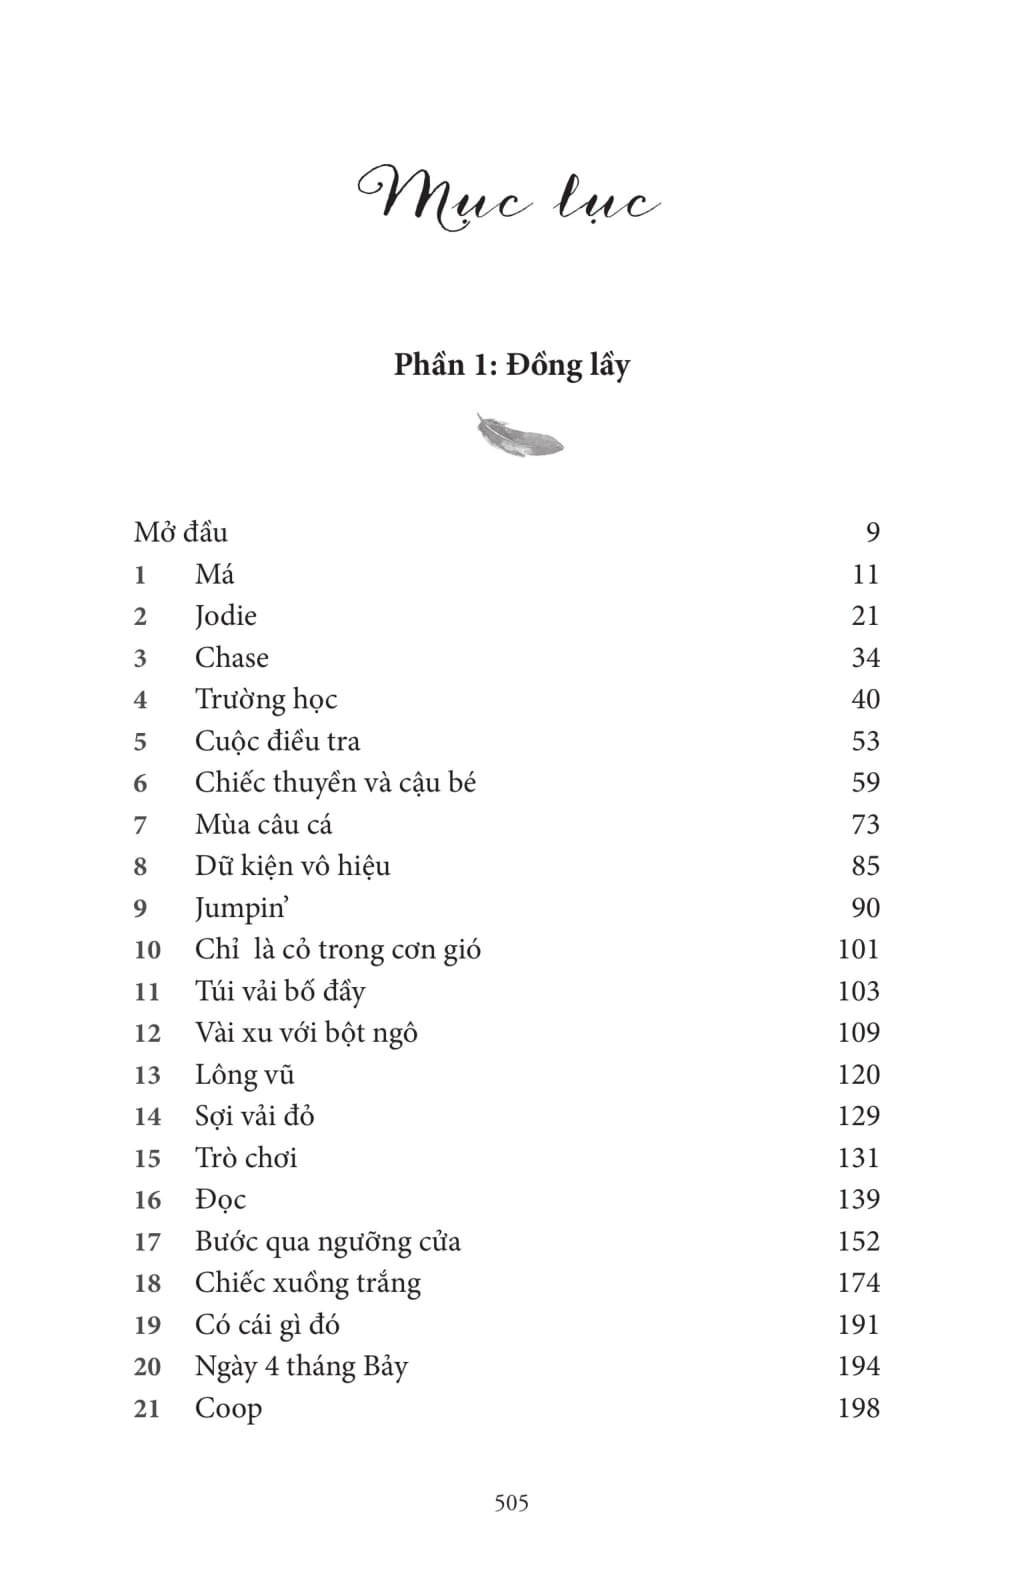 Mục lục
Phần 1: Đồng lầy
Mở đầu 9
1 Má 11
2 Jodie 21
3 Chase 34
4 Trường học 40
5 Cuộc điều tra 53
6 Chiếc thuyền và cậu bé 59
7 Mùa câu cá 73
8 Dữ kiện vô hiệu 85
9 Jumpin’ 90
10 Chỉ là cỏ trong cơn gió 101
11 Túi vải bố đầy 103
12 Vài xu với bột ngô 109
13 Lông vũ 120
14 Sợi vải đỏ 129
15 Trò chơi 131
16 Đọc 139
17 Bước qua ngưỡng cửa 152
18 Chiếc xuồng trắng 174
19 Có cái gì đó 191
20 Ngày 4 tháng Bảy 194
21 Coop 198
505